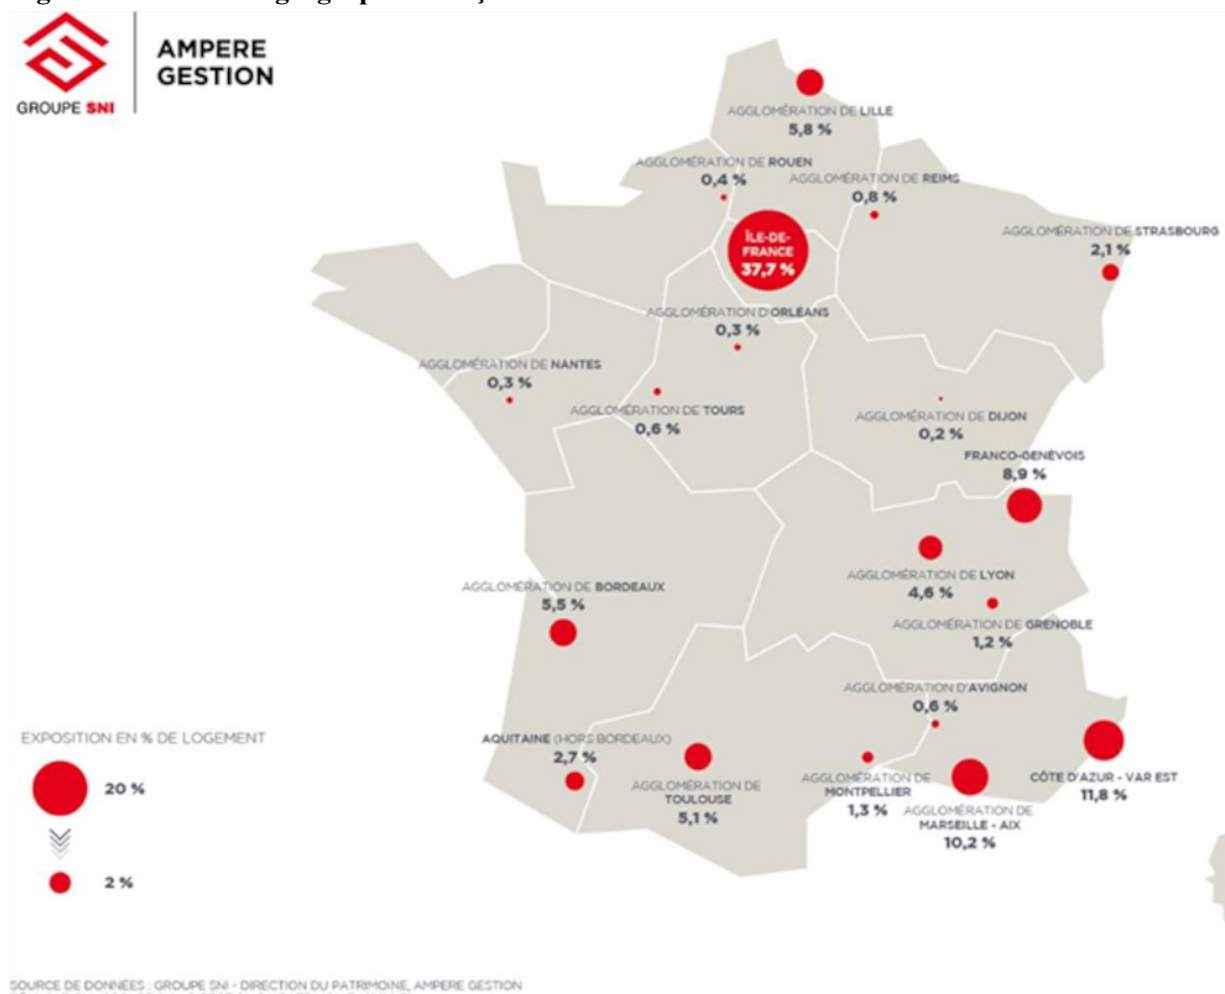 AMPERE
GESTION
GROUPE SNI
AGGLOMÉRATION DE LILLE
5,8 %
AGGLOMÉRATION DE ROUEN
0,4 %
AGGLOMÉRATION DE REIMS
0,8 %
AGGLOMÉRATION DE STRASBOURG
2,1 %
ÎLE-DE-
FRANCE
37,7 %
AGGLOMÉRATION D'ORLÉANS
0,3 %
AGGLOMÉRATION DE NANTES
0,3 %
AGGLOMÉRATION DE TOURS
0,6 %
AGGLOMÉRATION DE DIJON
0,2 %
FRANCO-GENÈVOIS
8,9 %
AGGLOMÉRATION DE LYON
4,6 %
AGGLOMÉRATION DE BORDEAUX
5,5 %
AGGLOMÉRATION DE GRENOBLE
1,2 %
AGGLOMÉRATION D'AVIGNON
0,6 %
AQUITAINE (HORS BORDEAUX)
2,7 %
AGGLOMÉRATION DE
TOULOUSE
5,1 %
AGGLOMÉRATION DE
MONTPELLIER
1,3 %
AGGLOMÉRATION DE
MARSEILLE - AIX
10,2 %
CÔTE D'AZUR - VAR EST
11,8 %
EXPOSITION EN % DE LOGEMENT
20 %
2 %
SOURCE DE DONNÉES : GROUPE SNI - DIRECTION DU PATRIMOINE, AMPERE GESTION